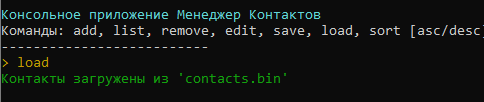 Консольное приложение Менеджер Контактов
Команды: add, list, remove, edit, save, load, sort [asc/desc]
--------------------------
> load
Контакты загружены из 'contacts.bin'